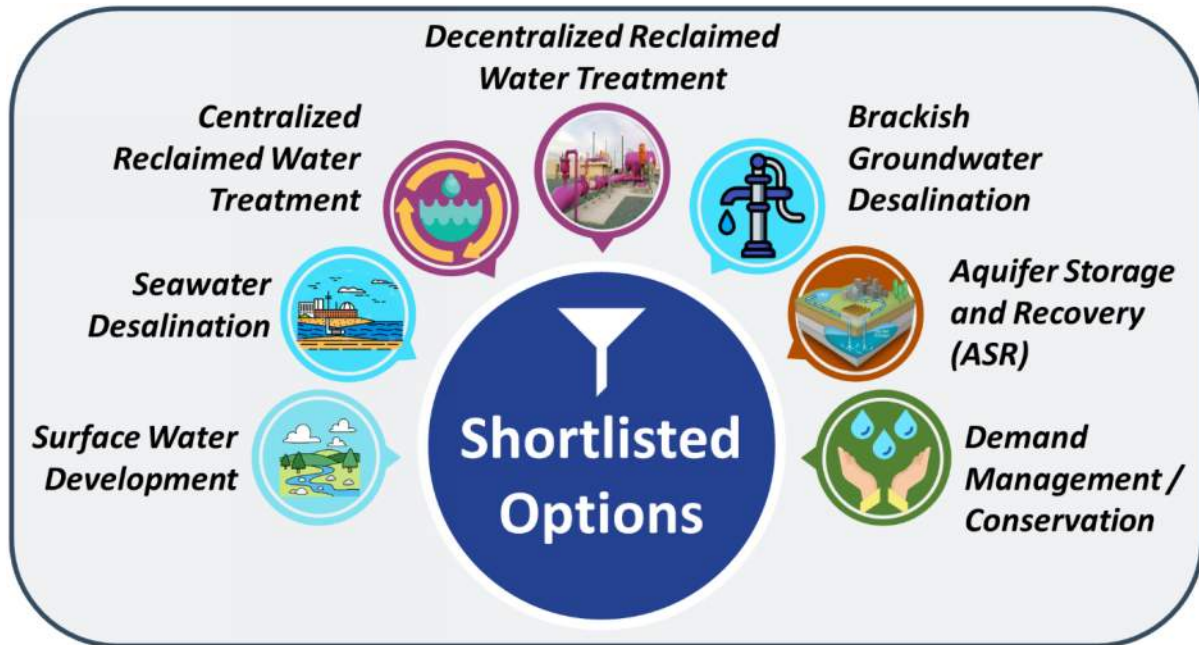 Decentralized Reclaimed
Water Treatment
Centralized
Reclaimed Water
Treatment
Brackish
Groundwater
Desalination
Seawater
Desalination
Aquifer Storage
and Recovery
(ASR)
Surface Water
Development
Demand
Management /
Conservation
Shortlisted
Options